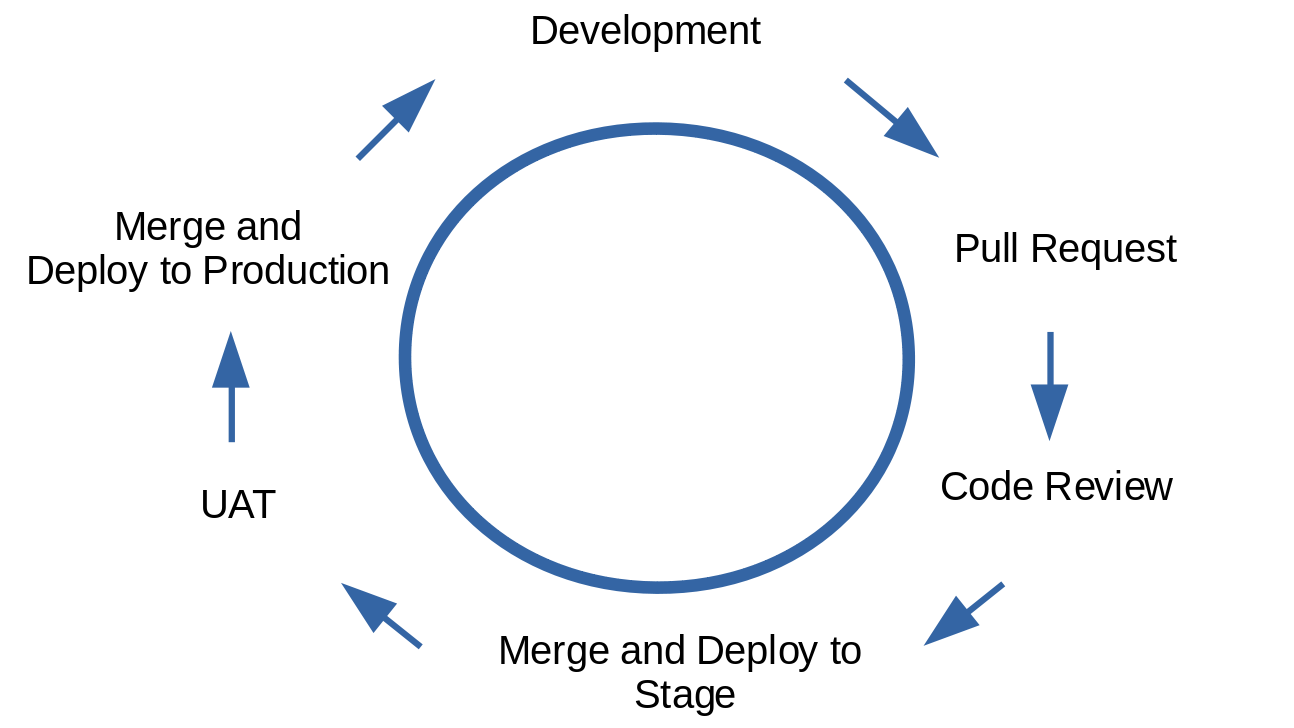 Development
Pull Request
Code Review
Merge and Deploy to
Stage
UAT
Merge and
Deploy to Production